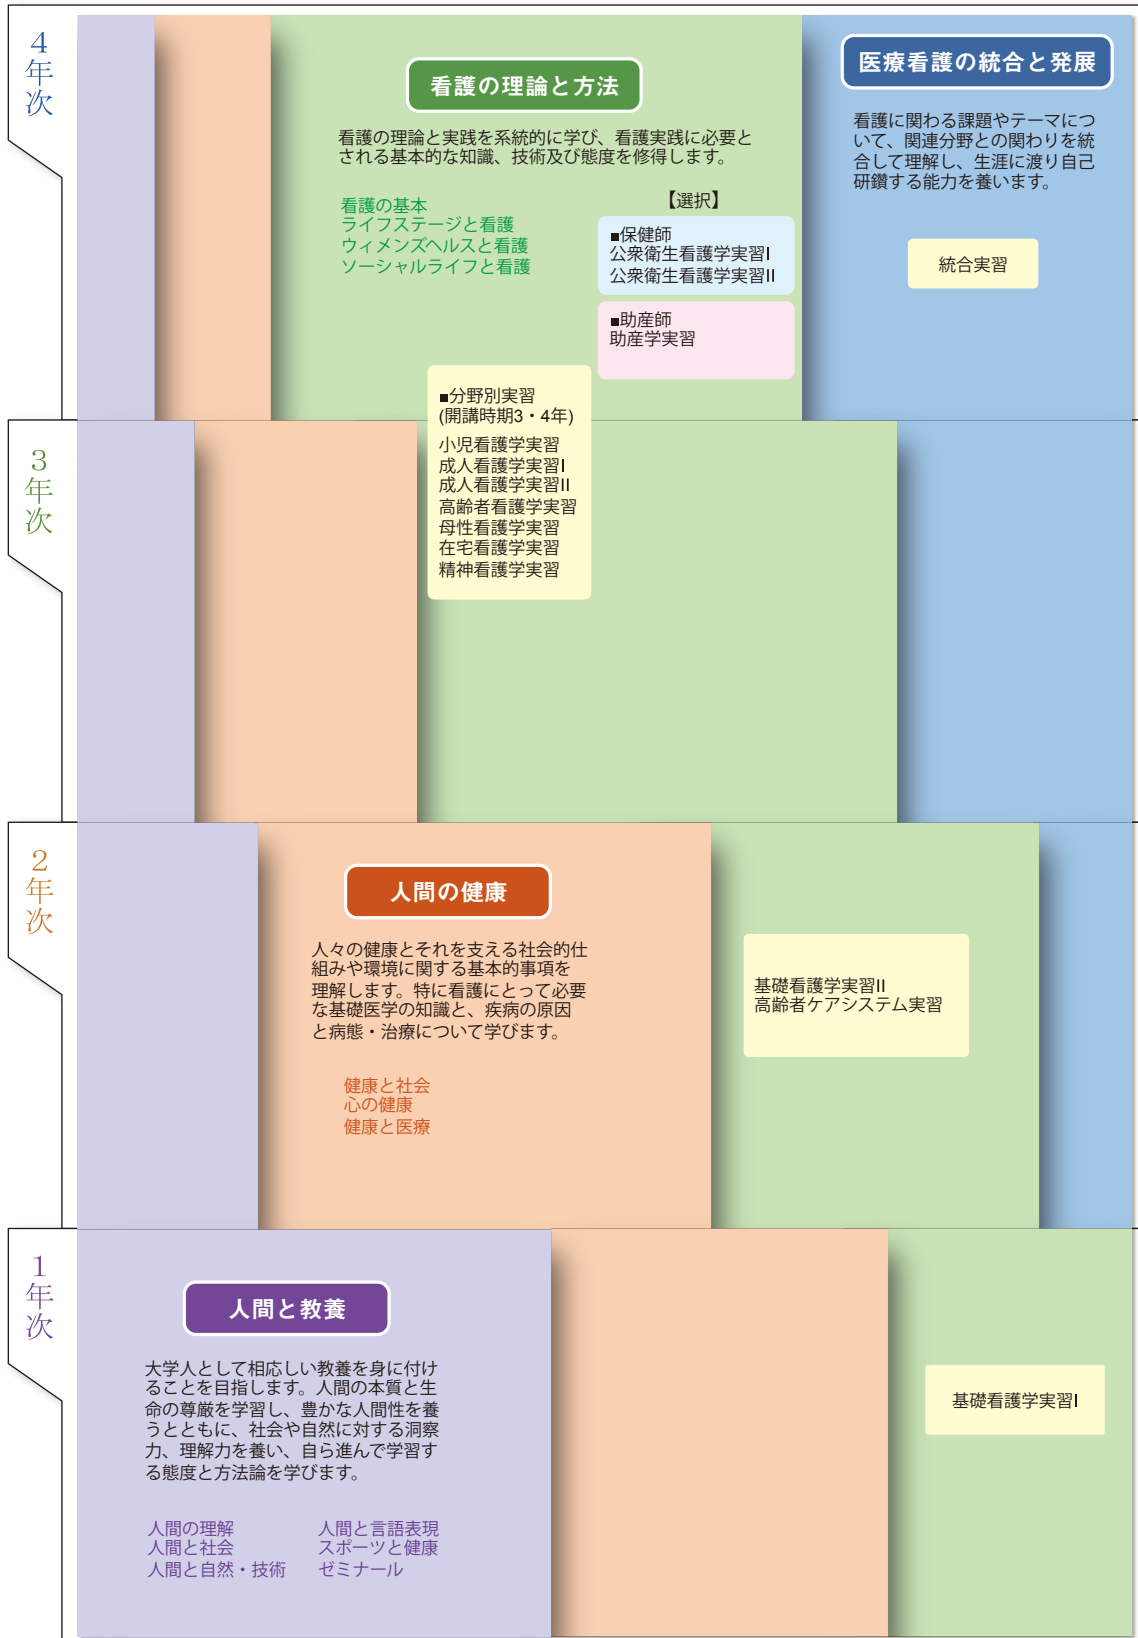 4年次
看護の理論と方法
看護の理論と実践を系統的に学び、看護実践に必要と
される基本的な知識、技術及び態度を修得します。
看護の基本
ライフステージと看護
ウィメンズヘルスと看護
ソーシャルライフと看護
【選択】
■保健師
公衆衛生看護学実習I
公衆衛生看護学実習II
■助産師
助産学実習
医療看護の統合と発展
看護に関わる課題やテーマにつ
いて、関連分野との関わりを統
合して理解し、生涯に渡り自己
研鑽する能力を養います。
統合実習
■分野別実習
(開講時期3・4年)
小児看護学実習
成人看護学実習I
成人看護学実習II
高齢者看護学実習
母性看護学実習
在宅看護学実習
精神看護学実習
3年次
2年次
人間の健康
人々の健康とそれを支える社会的仕
組みや環境に関する基本的事項を
理解します。特に看護にとって必要
な基礎医学の知識と、疾病の原因
と病態・治療について学びます。
健康と社会
心の健康
健康と医療
基礎看護学実習II
高齢者ケアシステム実習
1年次
人間と教養
大学人として相応しい教養を身に付け
ることを目指します。人間の本質と生
命の尊厳を学習し、豊かな人間性を養
うとともに、社会や自然に対する洞察
力、理解力を養い、自ら進んで学習す
る態度と方法論を学びます。
人間の理解
人間と社会
人間と自然・技術
人間と言語表現
スポーツと健康
ゼミナール
基礎看護学実習I